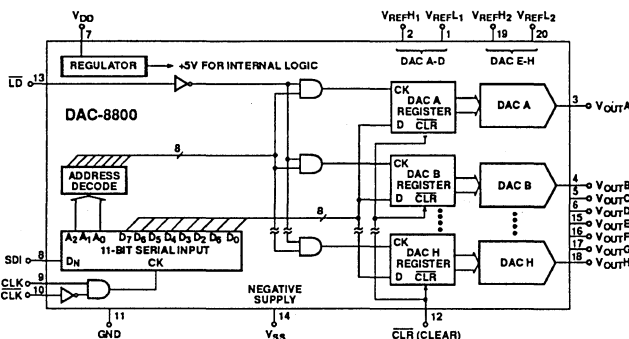 VDD
7
VREFH1 VREFL1
2 1
VREFH2 VREFL2
19 20
REGULATOR
+5V FOR INTERNAL LOGIC
DAC A-D
DAC E-H
LD 13
DAC-8800
CK
DAC A
REGISTER
D CLR
DAC A
3 VOUTA
8
ADDRESS
DECODE
CK
DAC B
REGISTER
D CLR
DAC B
4 VOUTB
5 VOUTC
6 VOUTD
15 VOUTE
16 VOUTF
17 VOUTG
18 VOUTH
8
A2 A1 A0 D7 D6 D5 D4 D3 D2 D6 D0
11-BIT SERIAL INPUT
DN
CK
SDI 8
CK
DAC H
REGISTER
D CLR
DAC H
CLK 9
CLK 10
NEGATIVE
SUPPLY
11
GND
14
VSS
12
CLR (CLEAR)